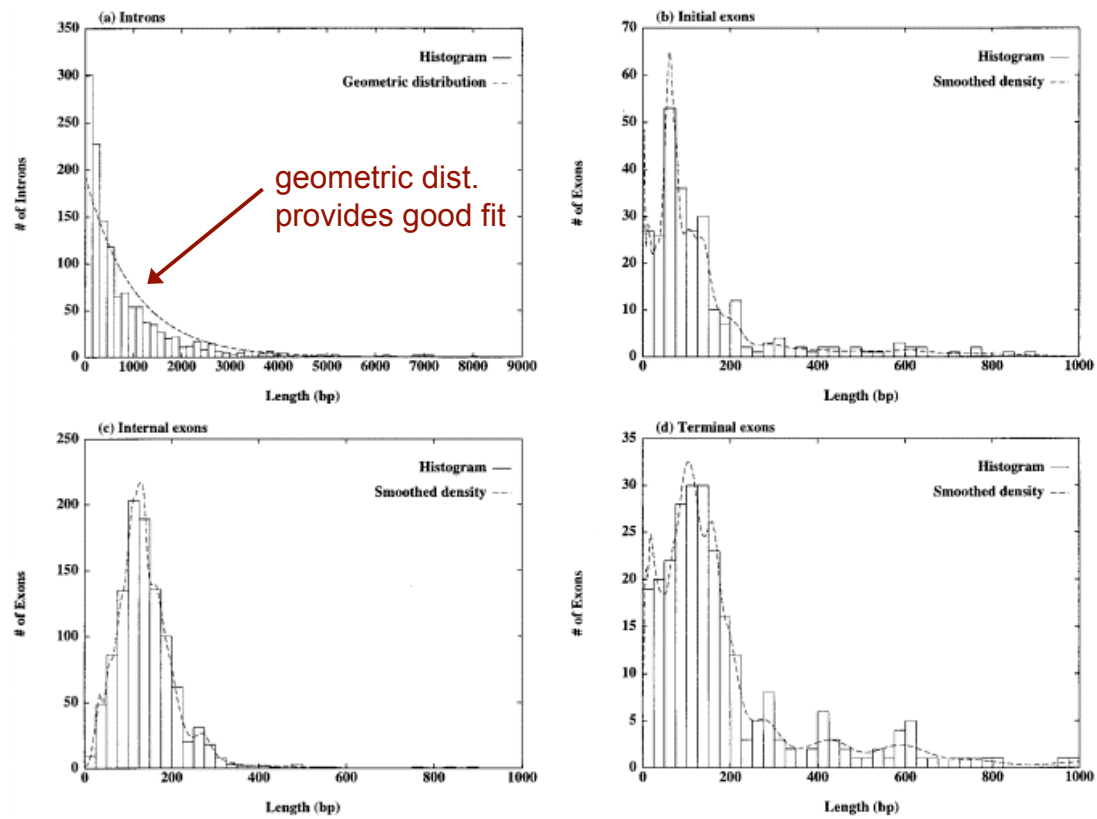 (a) Introns
350
300
250
200
150
100
50
0
# of Introns
Histogram
Geometric distribution
geometric dist.
provides good fit
0 1000 2000 3000 4000 5000 6000 7000 8000 9000
Length (bp)
(b) Initial exons
70
60
50
40
30
20
10
0
# of Exons
Histogram
Smoothed density
0 200 400 600 800 1000
Length (bp)
(c) Internal exons
250
200
150
100
50
0
# of Exons
Histogram
Smoothed density
0 200 400 600 800 1000
Length (bp)
(d) Terminal exons
35
30
25
20
15
10
5
0
# of Exons
Histogram
Smoothed density
0 200 400 600 800 1000
Length (bp)